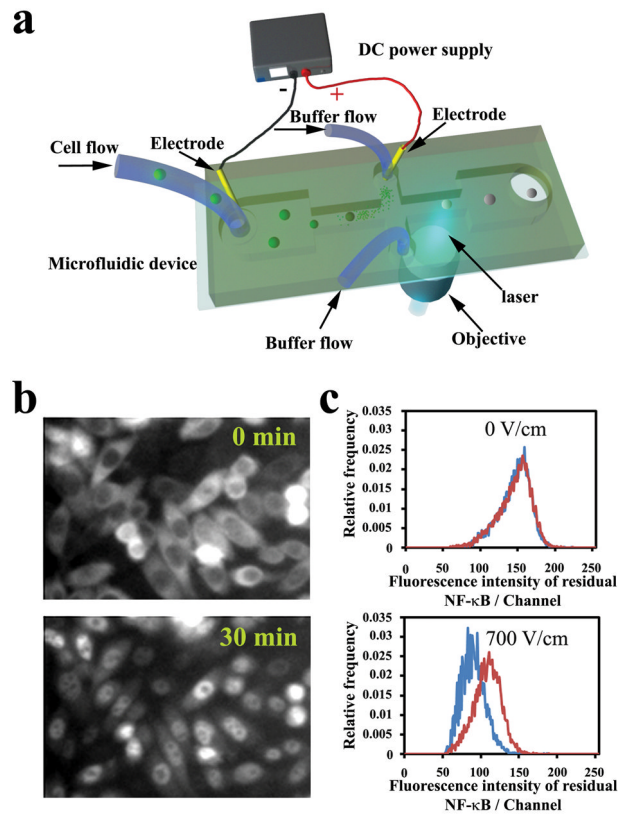 a
DC power supply
-
+
Buffer flow
Electrode
Electrode
Cell flow
Microfluidic device
laser
Buffer flow
Objective
b
0 min
30 min
c
Relative frequency
0.035
0.03
0.025
0.02
0.015
0.01
0.005
0
0 V/cm
0 50 100 150 200 250
Fluorescence intensity of residual
NF-κB / Channel
Relative frequency
0.035
0.03
0.025
0.02
0.015
0.01
0.005
0
700 V/cm
0 50 100 150 200 250
Fluorescence intensity of residual
NF-κB / Channel